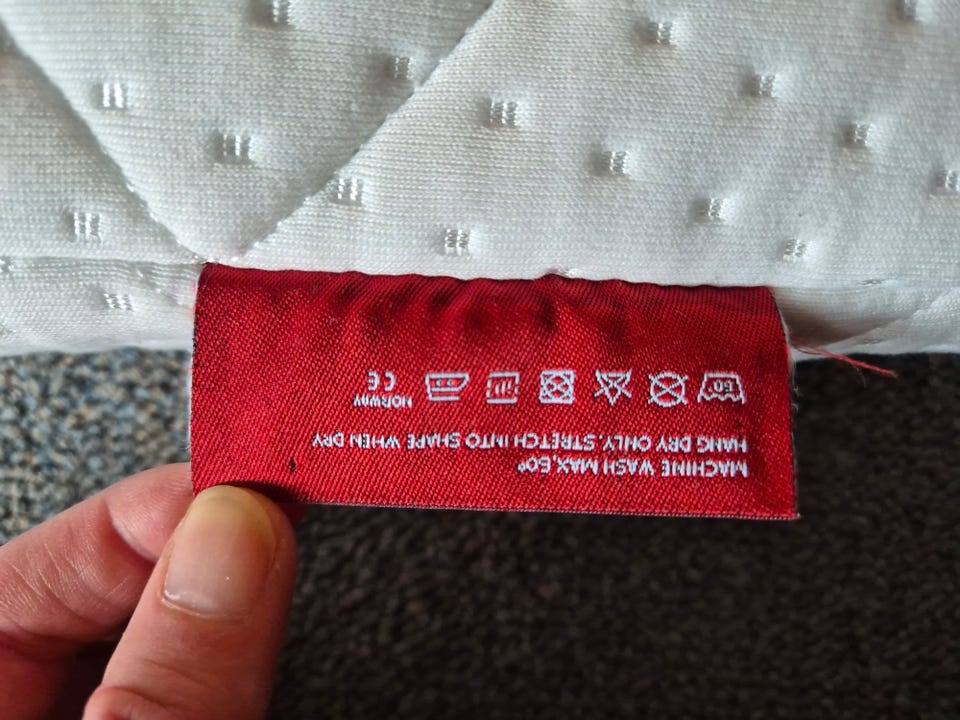 MACHINE WASH MAX,60°
HANG DRY ONLY. STRETCH INTO SHAPE WHEN DRY
60
NORWAY
CE